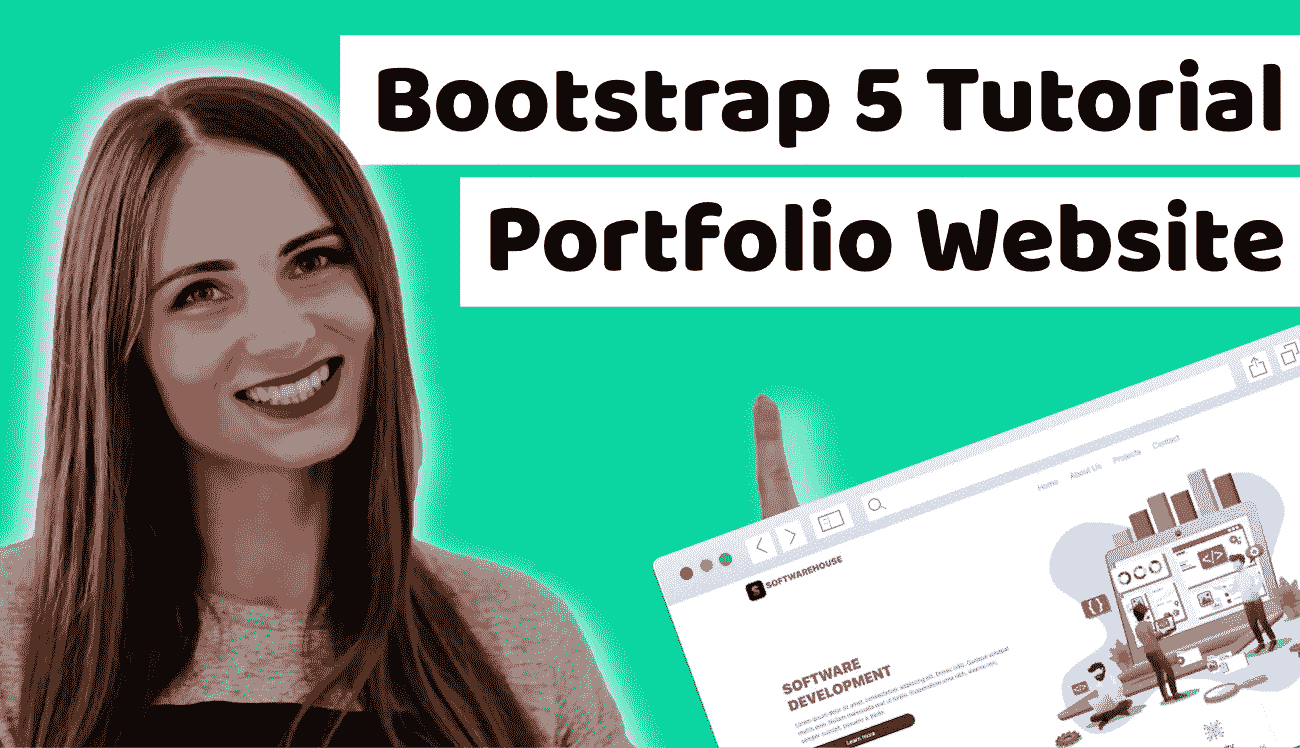 Bootstrap 5 Tutorial
Portfolio Website
Home About Us Projects Contact
SOFTWAREHOUSE
SOFTWARE
DEVELOPMENT
Learn more